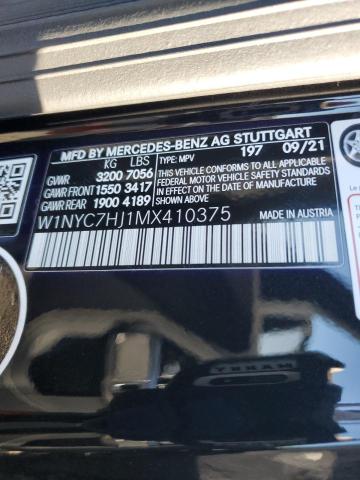 MFD BY MERCEDES-BENZ AG STUTTGART
KG LBS TYPE: MPV 197 09/21
GVWR 3200 7056
GAWR FRONT 1550 3417
GAWR REAR 1900 4189
THIS VEHICLE CONFORMS TO ALL APPLICABLE
FEDERAL MOTOR VEHICLE SAFETY STANDARDS
IN EFFECT ON THE DATE OF MANUFACTURE
SHOWN ABOVE.
W1NYC7HJ1MX410375
MADE IN AUSTRIA